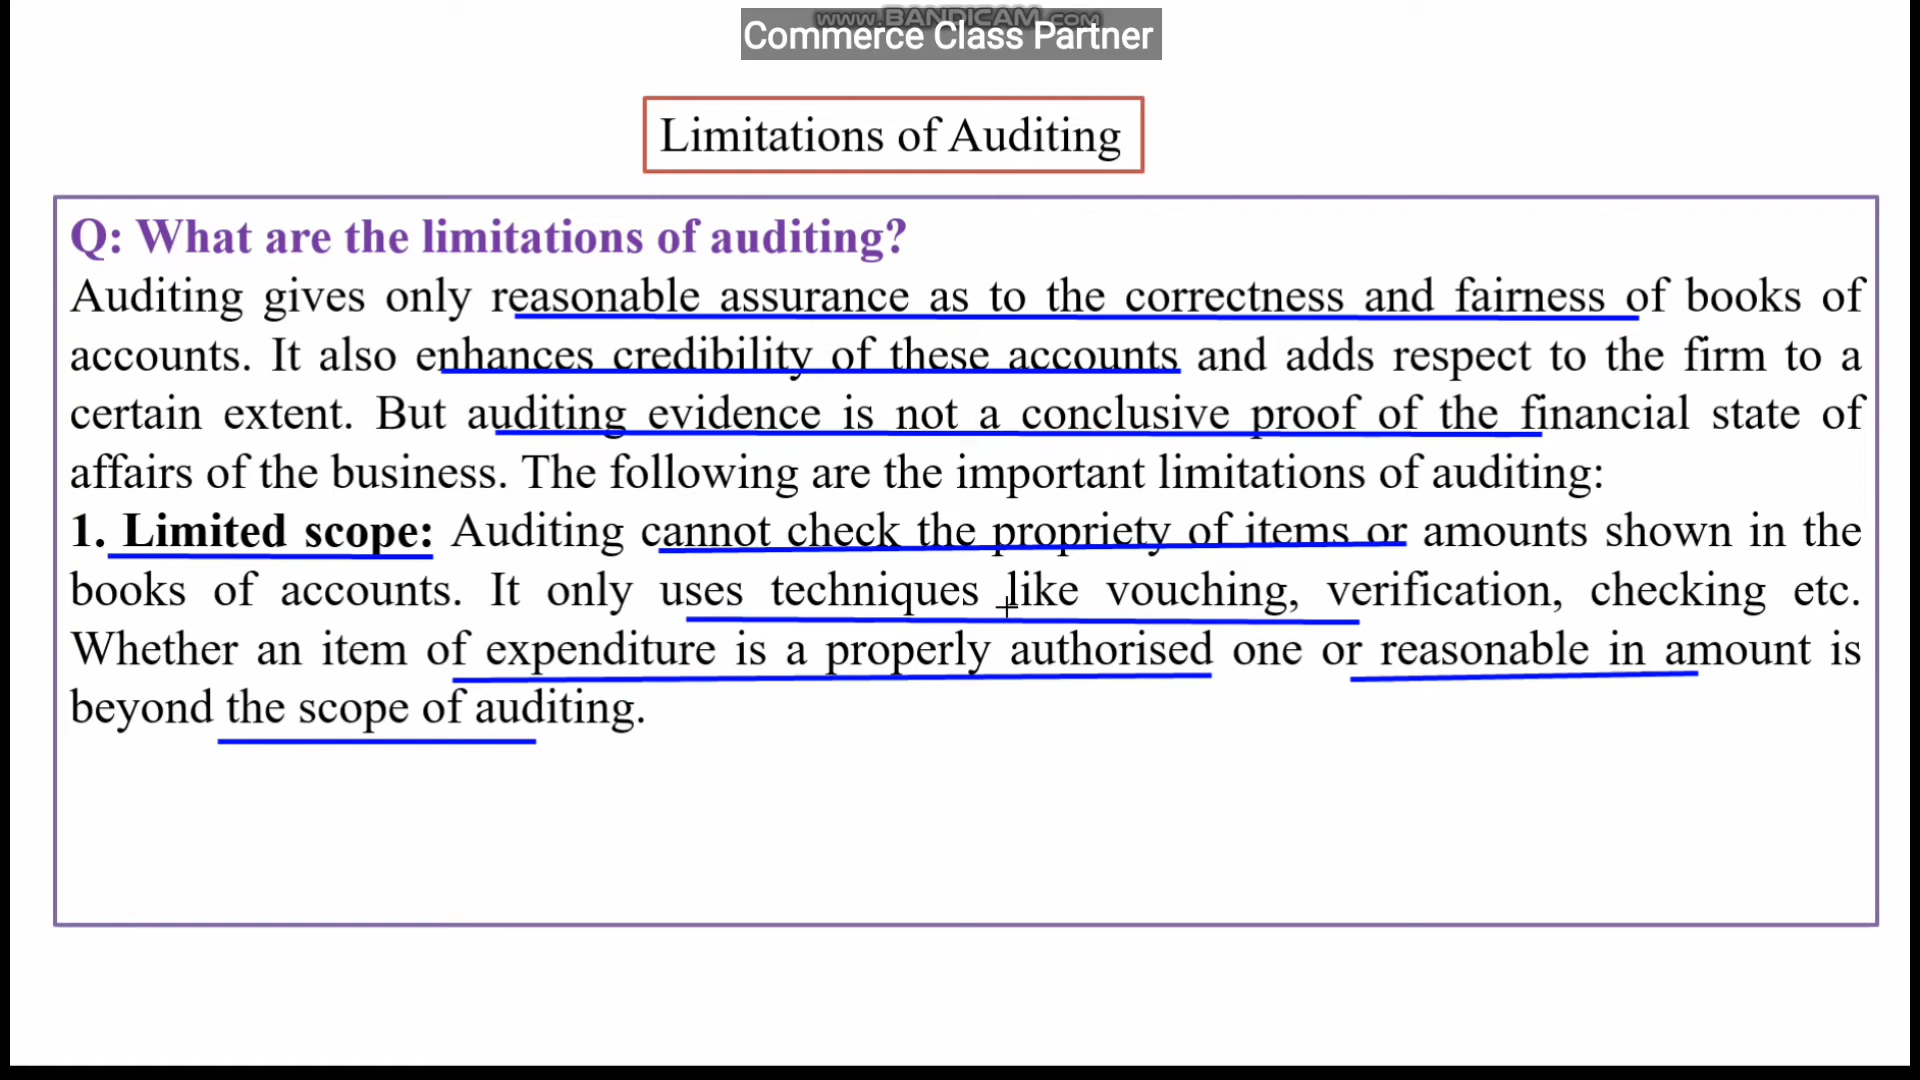 www.BANDICAM.com
Commerce Class Partner
Limitations of Auditing
Q: What are the limitations of auditing?
Auditing gives only reasonable assurance as to the correctness and fairness of books of
accounts. It also enhances credibility of these accounts and adds respect to the firm to a
certain extent. But auditing evidence is not a conclusive proof of the financial state of
affairs of the business. The following are the important limitations of auditing:
1. Limited scope: Auditing cannot check the propriety of items or amounts shown in the
books of accounts. It only uses techniques like vouching, verification, checking etc.
Whether an item of expenditure is a properly authorised one or reasonable in amount is
beyond the scope of auditing.